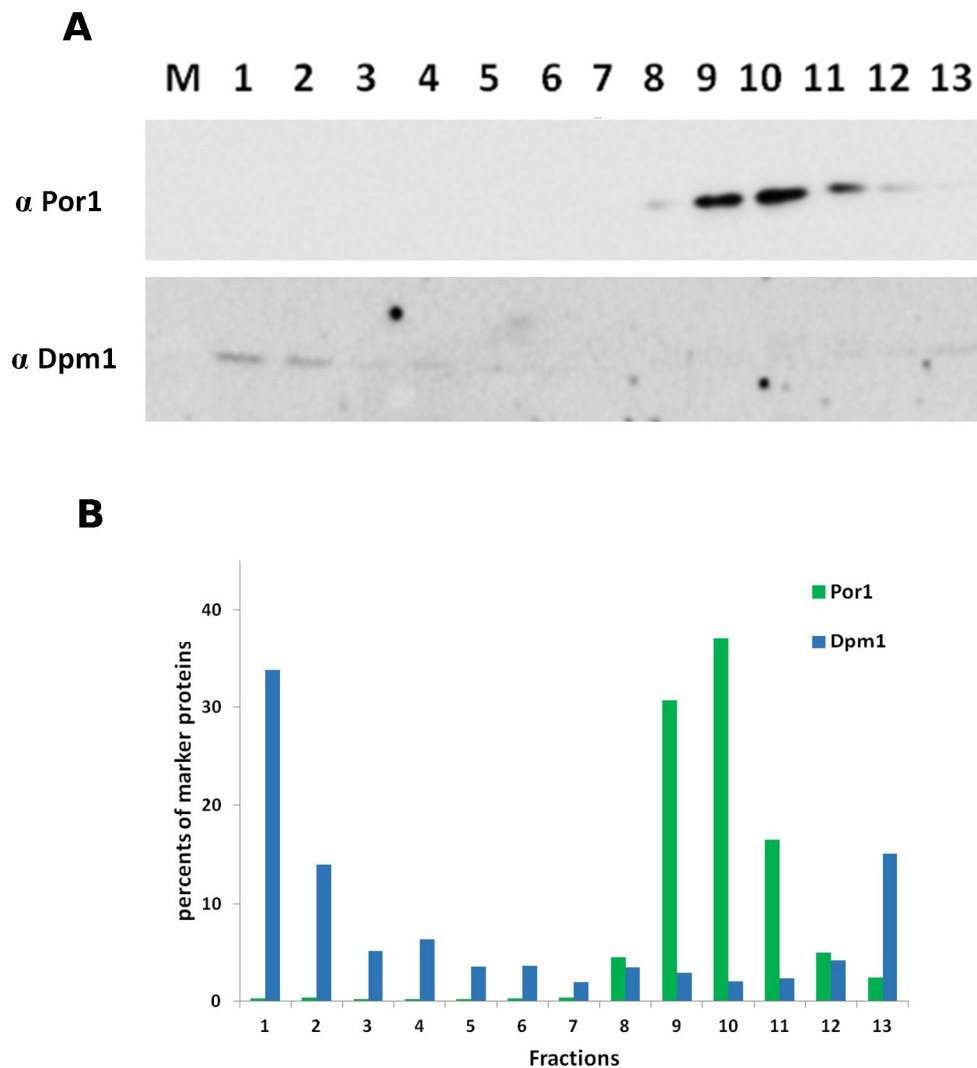 A
M 1 2 3 4 5 6 7 8 9 10 11 12 13
α Por1
α Dpm1
B
percents of marker proteins
40
30
20
10
0
Por1
Dpm1
1 2 3 4 5 6 7 8 9 10 11 12 13
Fractions